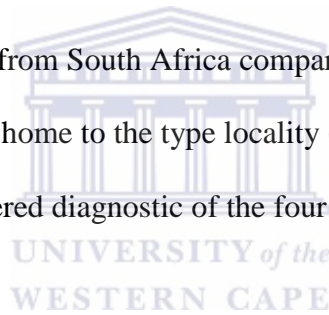 from South Africa compar
home to the type locality
ered diagnostic of the four
UNIVERSITY of the
WESTERN CAPE